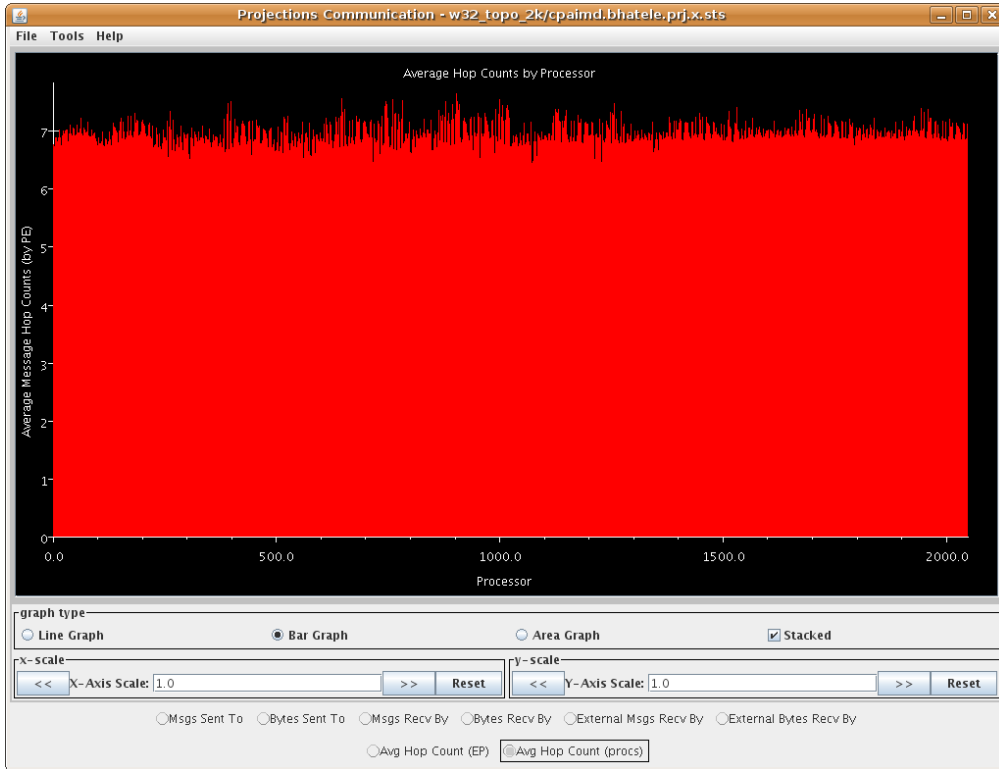 Projections Communication - w32_topo_2k/cpaimd.bhatele.prj.x.sts
File Tools Help
Average Hop Counts by Processor
Average Message Hop Counts (by PE)
7
6
5
4
3
2
1
0
0.0 500.0 1000.0 1500.0 2000.0
Processor
graph type
Line Graph Bar Graph Area Graph Stacked
x-scale y-scale
<< X-Axis Scale: 1.0 >> Reset << Y-Axis Scale: 1.0 >> Reset
Msgs Sent To Bytes Sent To Msgs Recv By Bytes Recv By External Msgs Recv By External Bytes Recv By
Avg Hop Count (EP) Avg Hop Count (procs)